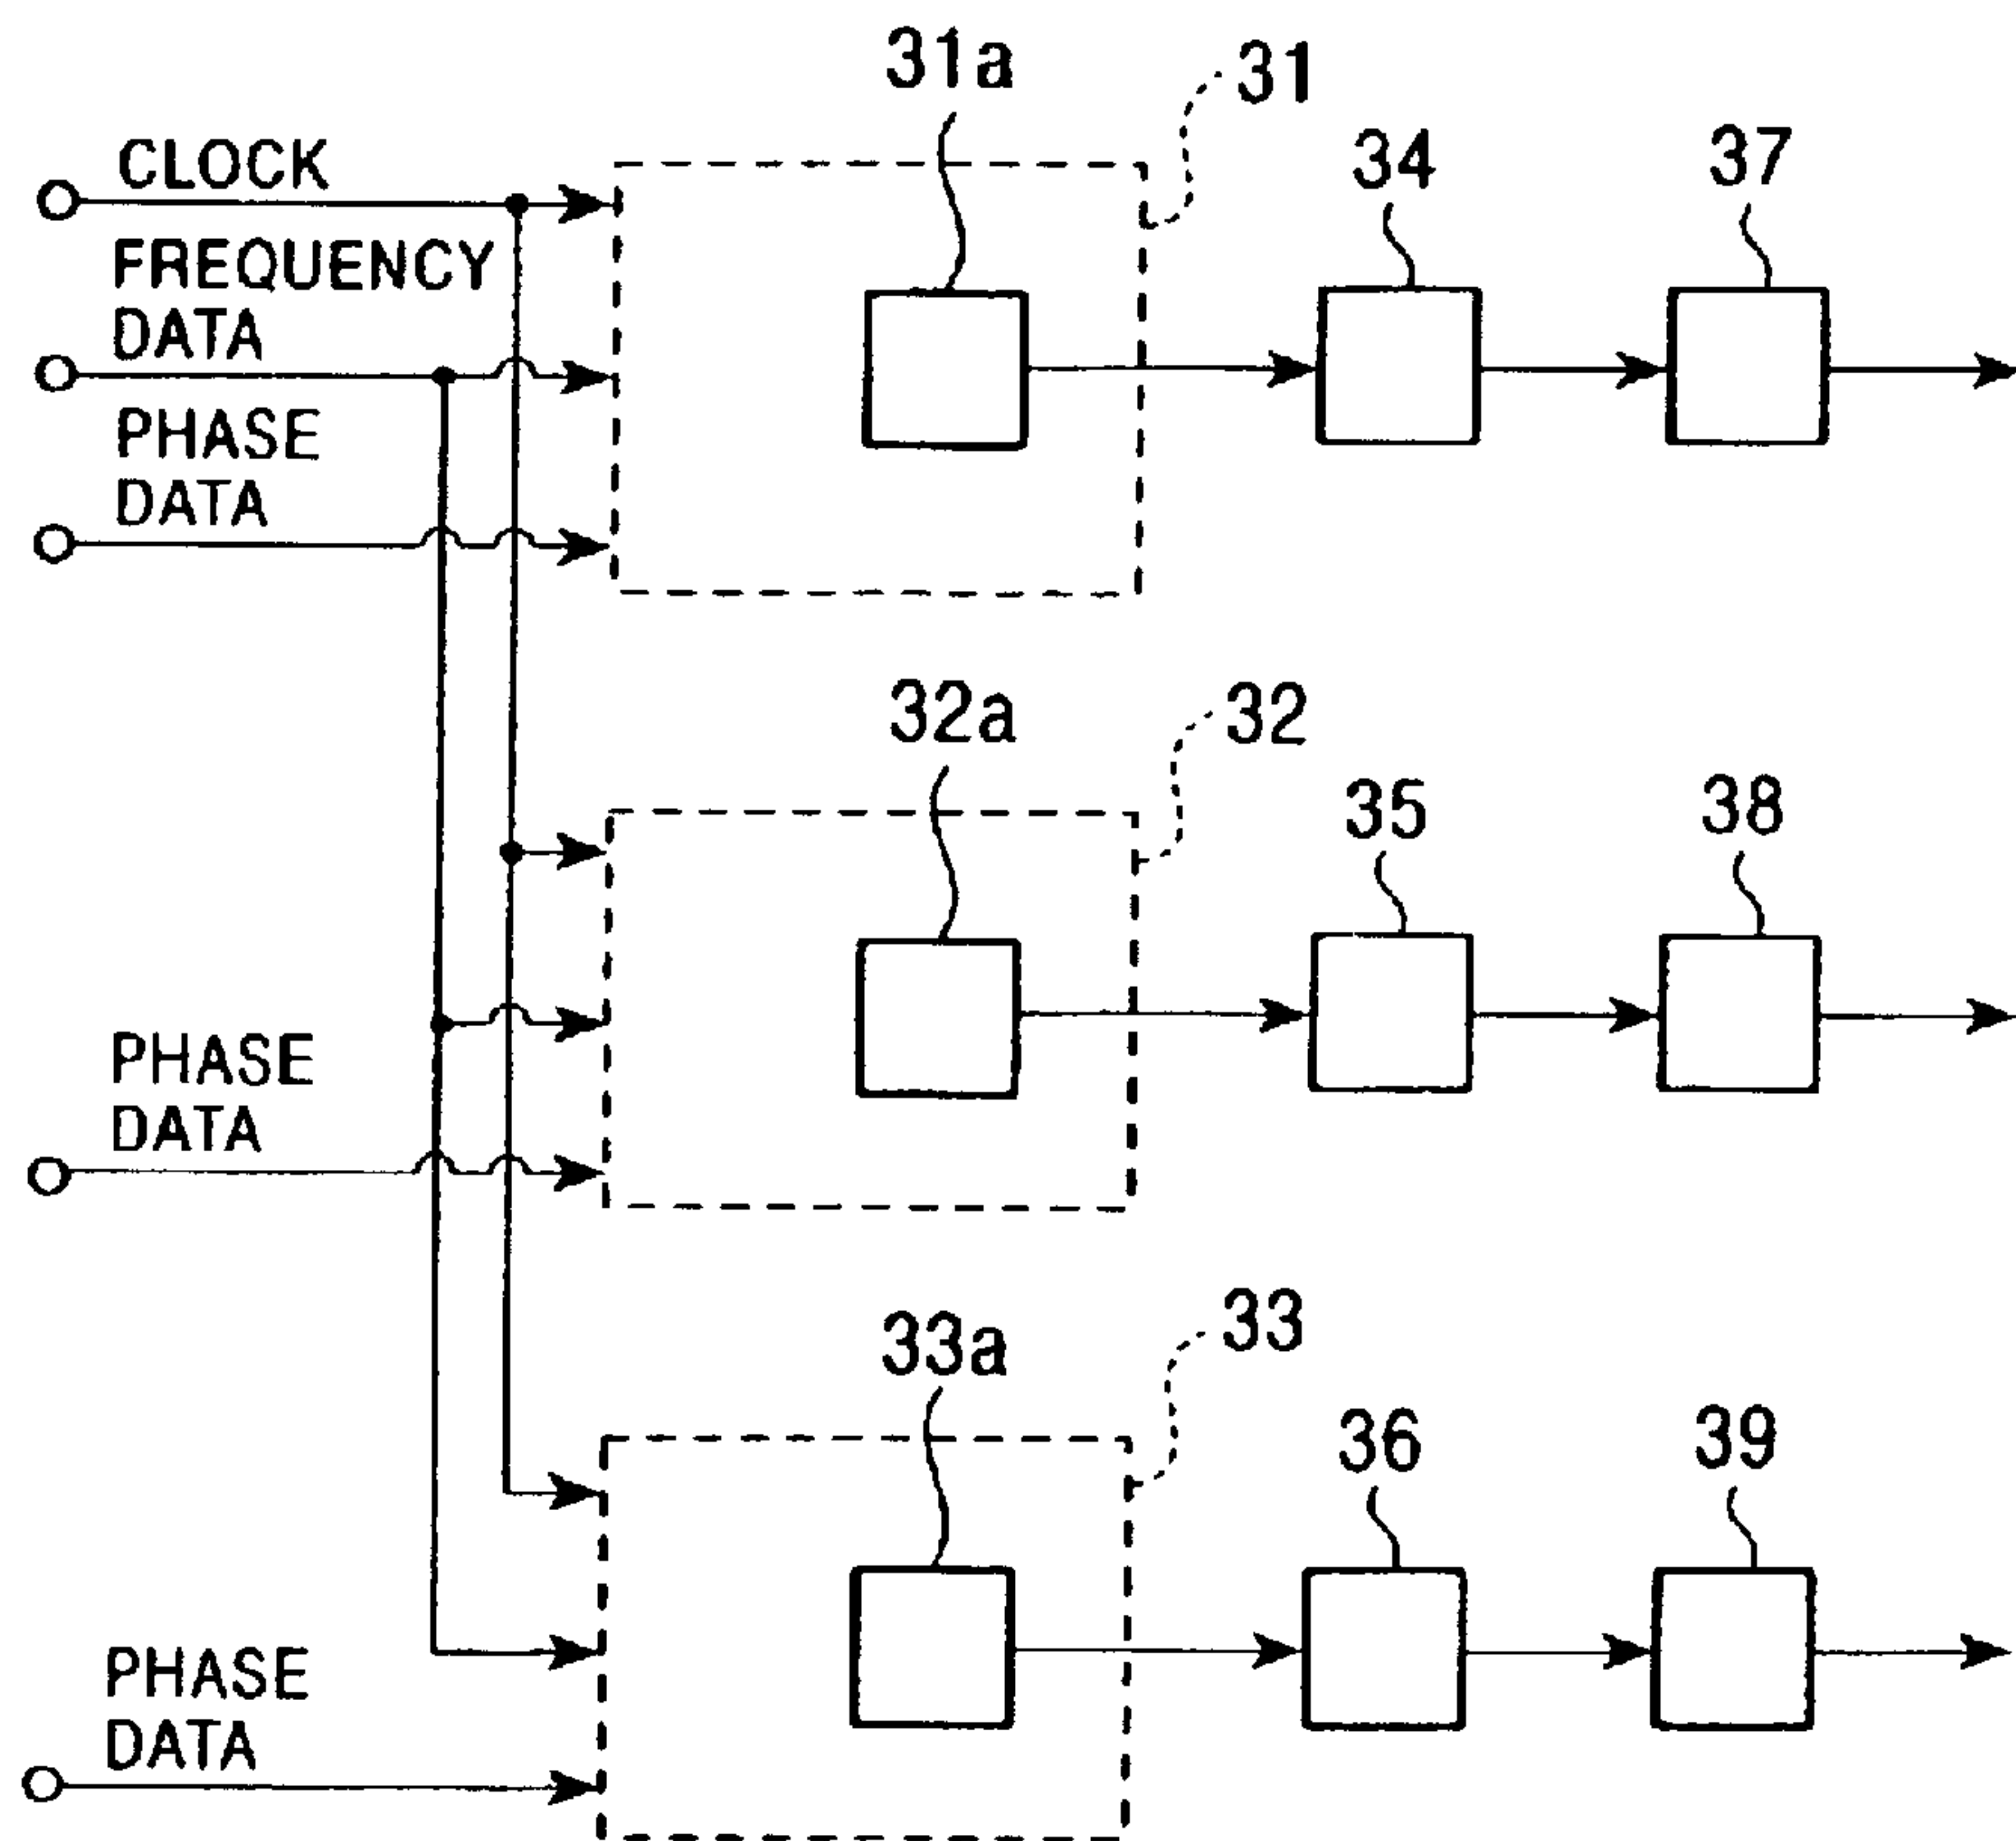 31a
31
CLOCK
34
37
FREQUENCY
DATA
PHASE
DATA
32a
32
35
38
PHASE
DATA
33a
33
36
39
PHASE
DATA